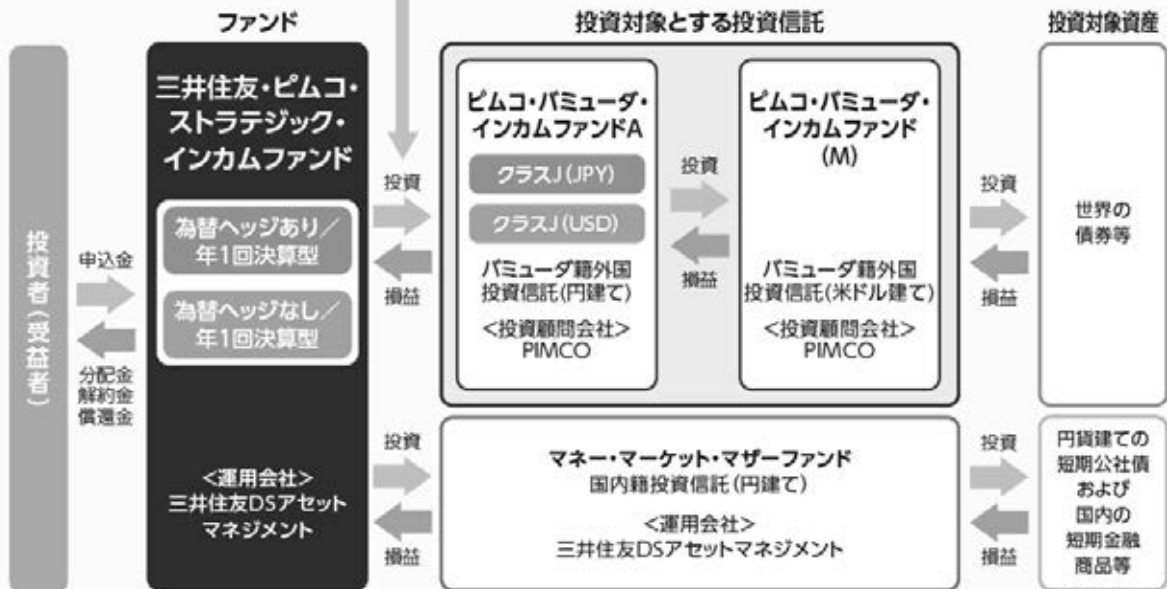 ファンド
投資対象とする投資信託
投資対象資産
投資者(受益者)
申込金
分配金
解約金
償還金
三井住友・ピムコ・
ストラテジック・
インカムファンド
為替ヘッジあり／
年1回決算型
為替ヘッジなし／
年1回決算型
<運用会社>
三井住友DSアセット
マネジメント
投資
損益
ピムコ・バミューダ・
インカムファンドA
クラスJ(JPY)
クラスJ(USD)
バミューダ籍外国
投資信託(円建て)
<投資顧問会社>
PIMCO
投資
損益
ピムコ・バミューダ・
インカムファンド
(M)
バミューダ籍外国
投資信託(米ドル建て)
<投資顧問会社>
PIMCO
投資
損益
世界の
債券等
投資
損益
マネー・マーケット・マザーファンド
国内籍投資信託(円建て)
<運用会社>
三井住友DSアセットマネジメント
投資
損益
円貨建ての
短期公社債
および
国内の
短期金融
商品等